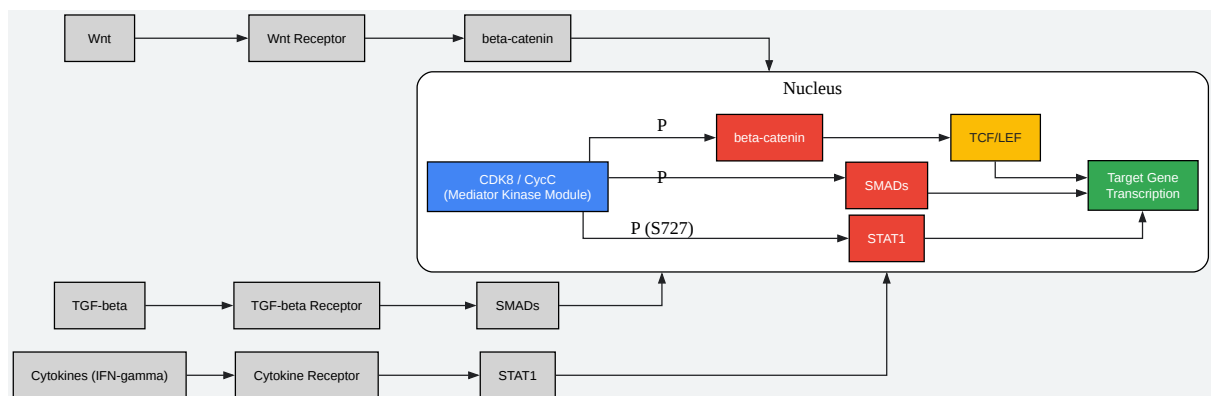 Wnt
Wnt Receptor
beta-catenin
Nucleus
P
beta-catenin
TCF/LEF
CDK8 / CycC
(Mediator Kinase Module)
P
SMADs
Target Gene
Transcription
P (S727)
STAT1
TGF-beta
TGF-beta Receptor
SMADs
Cytokines (IFN-gamma)
Cytokine Receptor
STAT1